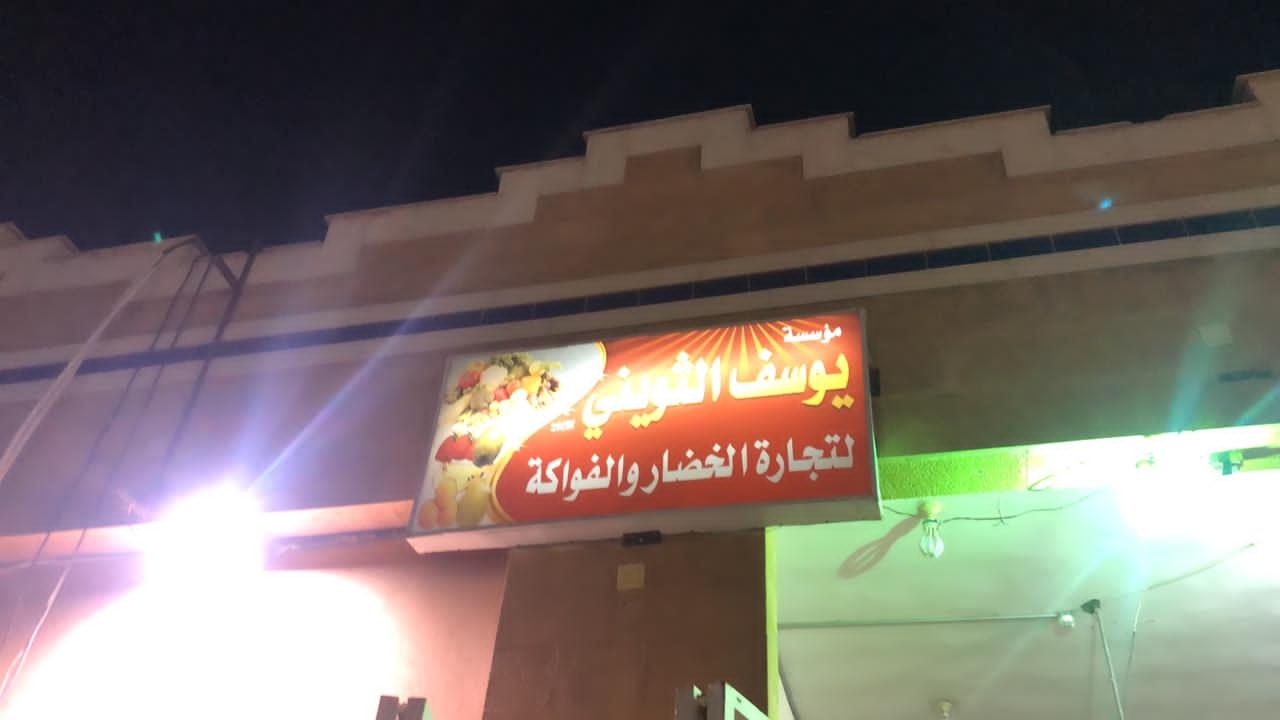 مؤسسة
يوسف الثويني
لتجارة الخضار والفواكة